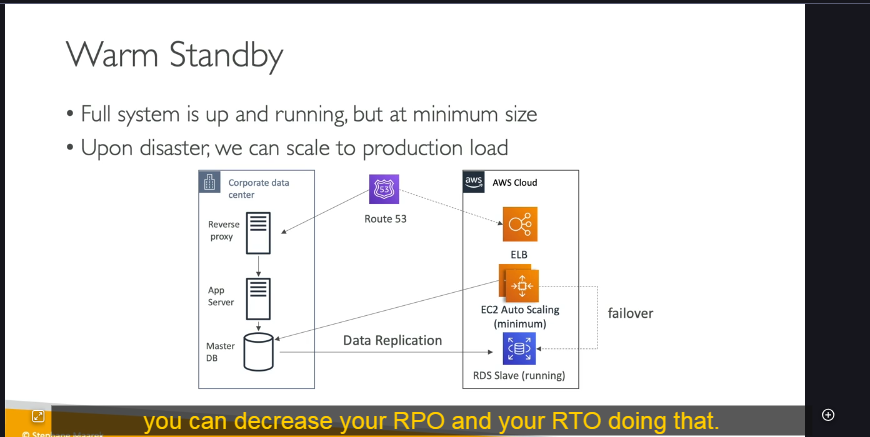 Warm Standby
• Full system is up and running, but at minimum size
• Upon disaster, we can scale to production load
Corporate data
center
Reverse
proxy
App
Server
Master
DB
53
Route 53
Data Replication
aws
AWS Cloud
ELB
EC2 Auto Scaling
(minimum)
RDS Slave (running)
failover
you can decrease your RPO and your RTO doing that.